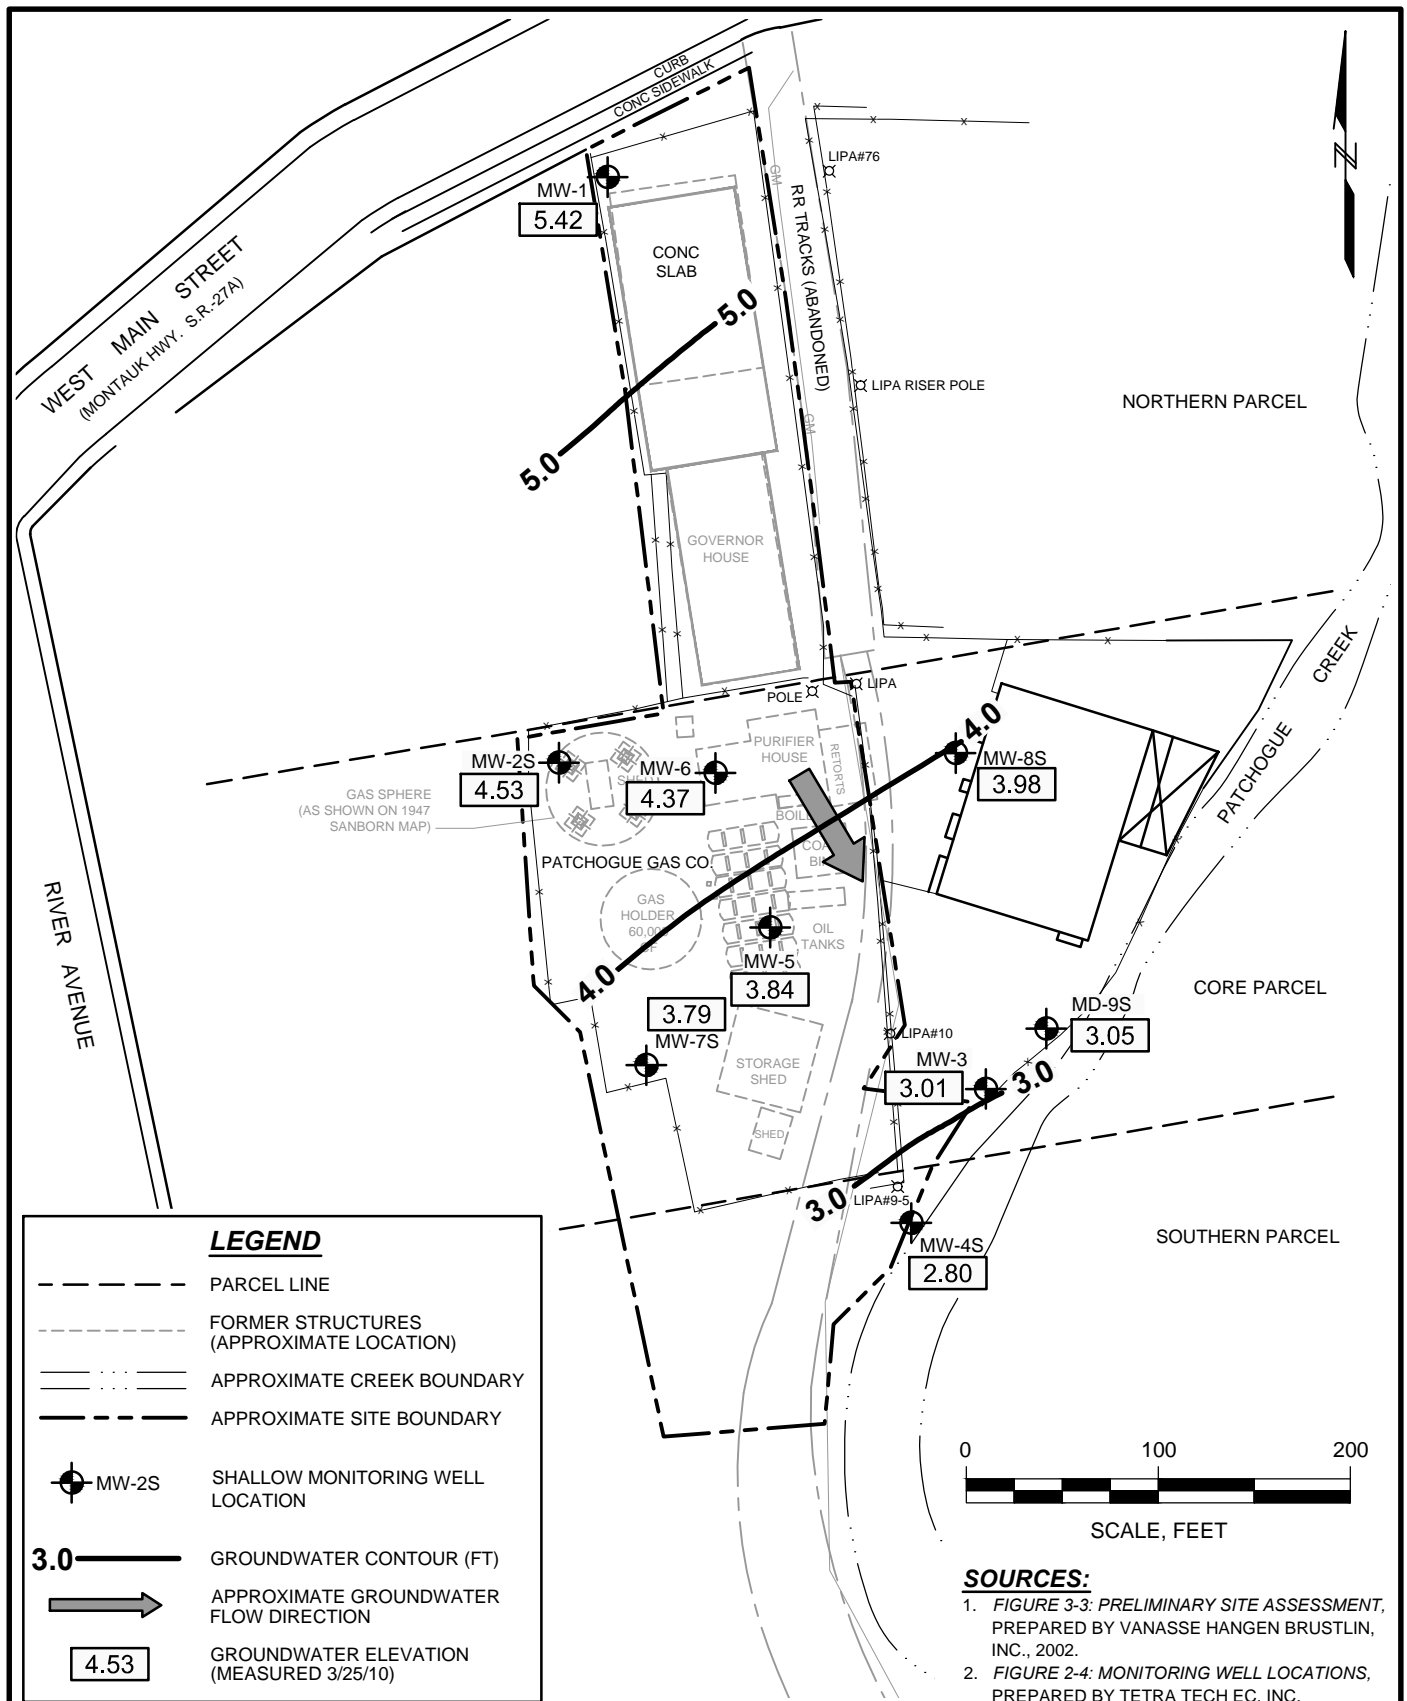 CURB
CONC SIDEWALK
LIPA#76
MW-1
5.42
GM
RR TRACKS (ABANDONED)
N
CONC
SLAB
WEST MAIN STREET
(MONTAUK HWY. S.R.-27A)
5.0
5.0
LIPA RISER POLE
NORTHERN PARCEL
GM
GOVERNOR
HOUSE
CREEK
PATCHOGUE
POLE
LIPA
4.0
MW-2S
4.53
MW-6
4.37
PURIFIER
HOUSE
RETORTS
MW-8S
3.98
GAS SPHERE
(AS SHOWN ON 1947
SANBORN MAP)
PATCHOGUE GAS CO.
GAS
HOLDER
OIL
TANKS
RIVER AVENUE
4.0
MW-5
3.84
3.79
MW-7S
CORE PARCEL
MD-9S
3.05
LIPA#10
MW-3
3.01
3.0
STORAGE
SHED
SHED
3.0
LIPA#9-5
MW-4S
2.80
SOUTHERN PARCEL
LEGEND
PARCEL LINE
FORMER STRUCTURES
(APPROXIMATE LOCATION)
APPROXIMATE CREEK BOUNDARY
APPROXIMATE SITE BOUNDARY
MW-2S
SHALLOW MONITORING WELL
LOCATION
3.0
GROUNDWATER CONTOUR (FT)
APPROXIMATE GROUNDWATER
FLOW DIRECTION
4.53
GROUNDWATER ELEVATION
(MEASURED 3/25/10)
0 100 200
SCALE, FEET
SOURCES:
1. FIGURE 3-3: PRELIMINARY SITE ASSESSMENT,
PREPARED BY VANASSE HANGEN BRUSTLIN,
INC., 2002.
2. FIGURE 2-4: MONITORING WELL LOCATIONS,
PREPARED BY TETRA TECH EC, INC.